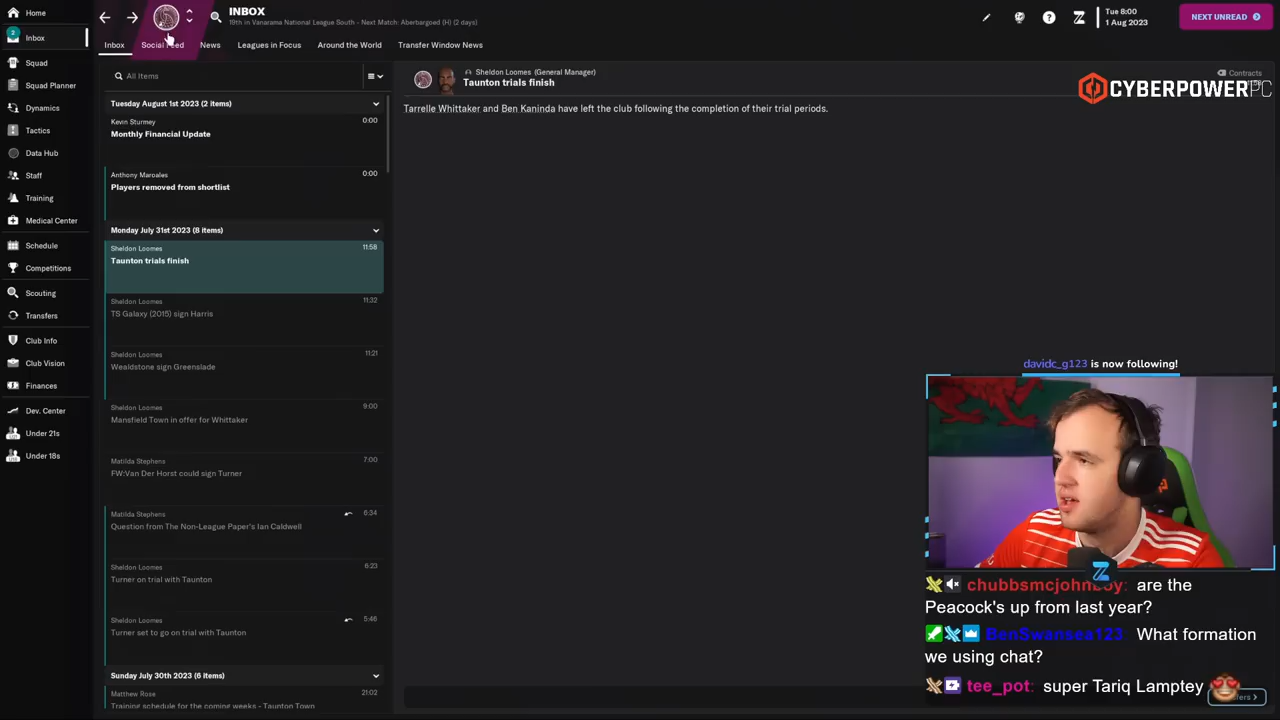 Home
INBOX
19th in Vanarama National League South - Next Match: Aberbargoed (H) (2 days)
Tue 8:00
1 Aug 2023
NEXT UNREAD
2
Inbox
Inbox
Social Feed
News
Leagues in Focus
Around the World
Transfer Window News
Squad
Squad Planner
Dynamics
Tactics
Data Hub
Staff
Training
Medical Center
Schedule
Competitions
Scouting
Transfers
Club Info
Club Vision
Finances
Dev. Center
Under 21s
Under 18s
All Items
Tuesday August 1st 2023 (2 items)
Kevin Sturmey
0:00
Monthly Financial Update
Anthony Maroales
0:00
Players removed from shortlist
Monday July 31st 2023 (8 items)
Sheldon Loomes
11:58
Taunton trials finish
Sheldon Loomes
11:32
TS Galaxy (2015) sign Harris
Sheldon Loomes
11:21
Wealdstone sign Greenslade
Sheldon Loomes
9:00
Mansfield Town in offer for Whittaker
Matilda Stephens
7:00
FW:Van Der Horst could sign Turner
Matilda Stephens
6:34
Question from The Non-League Paper's Ian Caldwell
Sheldon Loomes
6:23
Turner on trial with Taunton
Sheldon Loomes
5:46
Turner set to go on trial with Taunton
Sunday July 30th 2023 (6 items)
Matthew Rose
21:02
Training schedule for the coming weeks - Taunton Town
Sheldon Loomes (General Manager)
Taunton trials finish
Contracts
Tarrelle Whittaker and Ben Kaninda have left the club following the completion of their trial periods.
CYBERPOWERPC
davidc_g123 is now following!
chubbsmcjohnboy: are the
Peacock's up from last year?
BenSwansea123 What formation
we using chat?
tee_pot: super Tariq Lamptey